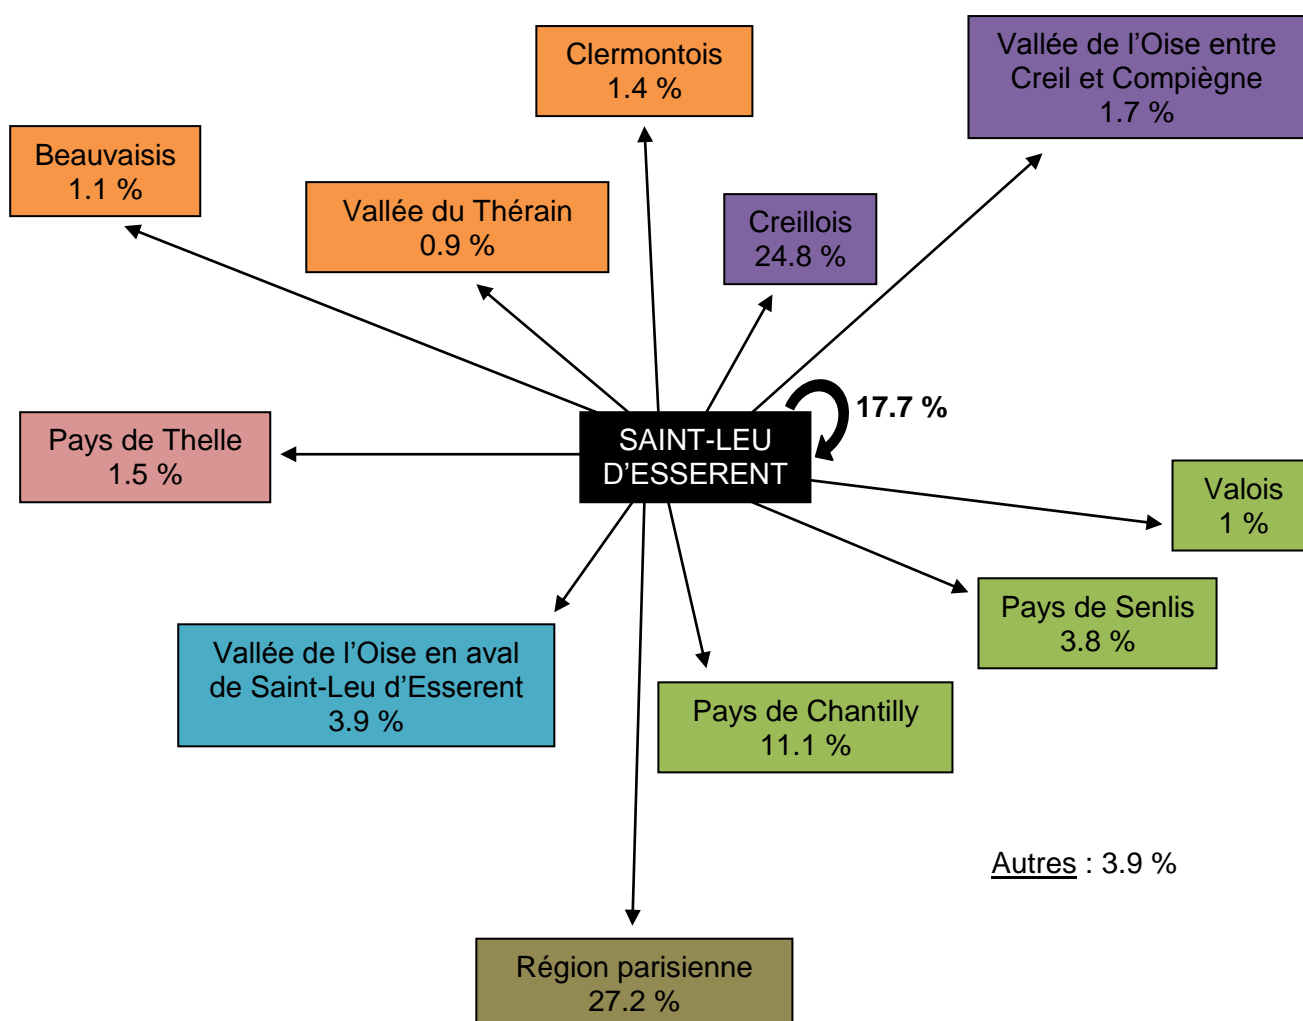 Clermontois
1.4 %
Vallée de l’Oise entre
Creil et Compiègne
1.7 %
Beauvaisis
1.1 %
Vallée du Thérain
0.9 %
Creillois
24.8 %
17.7 %
SAINT-LEU
D’ESSERENT
Pays de Thelle
1.5 %
Valois
1 %
Pays de Senlis
3.8 %
Vallée de l’Oise en aval
de Saint-Leu d’Esserent
3.9 %
Pays de Chantilly
11.1 %
Autres : 3.9 %
Région parisienne
27.2 %